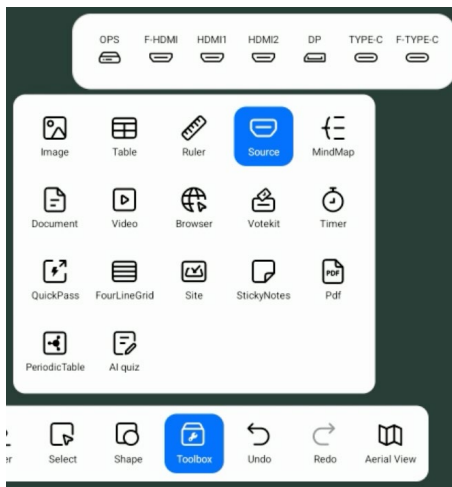 OPS F-HDMI HDMI1 HDMI2 DP TYPE-C F-TYPE-C
Image Table Ruler Source MindMap
Document Video Browser Votekit Timer
QuickPass FourLineGrid Site StickyNotes Pdf
PDF
PeriodicTable AI quiz
er Select Shape Toolbox Undo Redo Aerial View